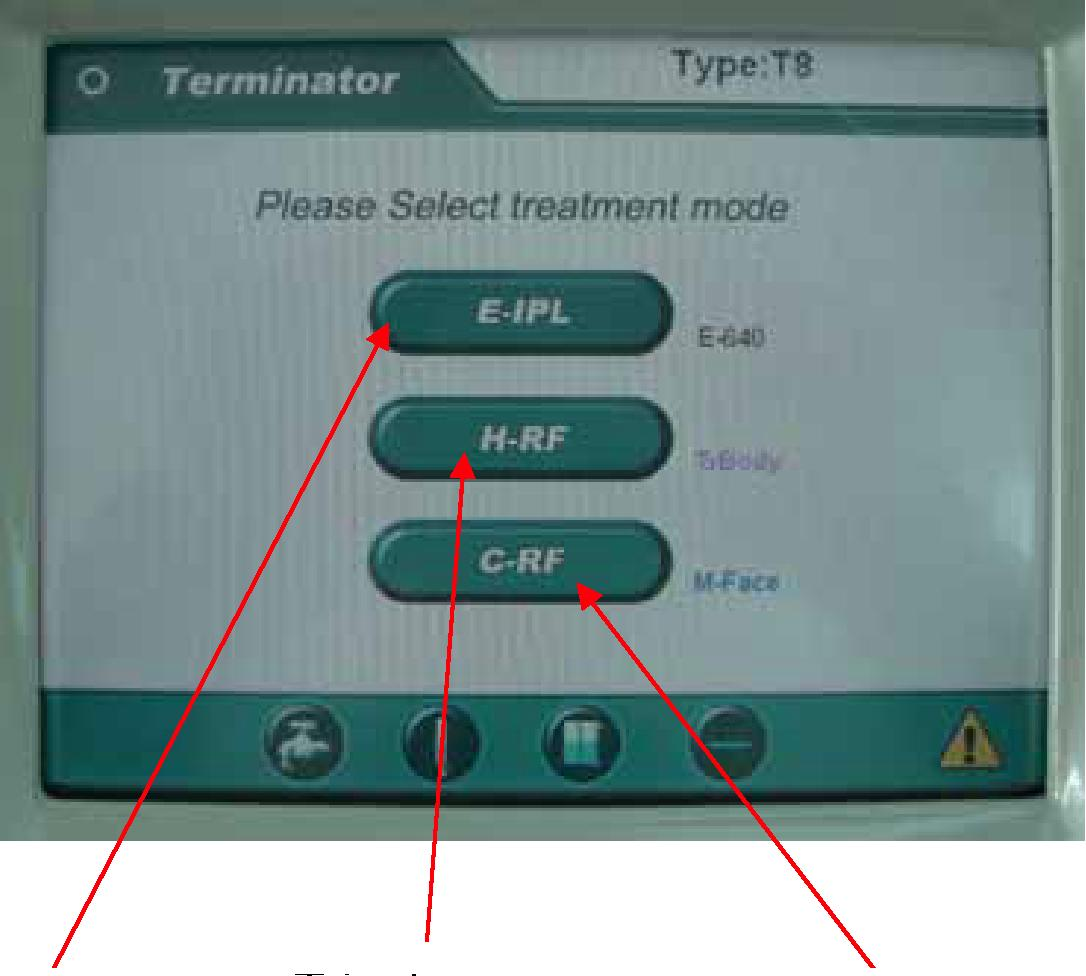 Terminator
Type:T8
Please Select treatment mode
E-IPL
E-640
H-RF
C-RF
M-Face